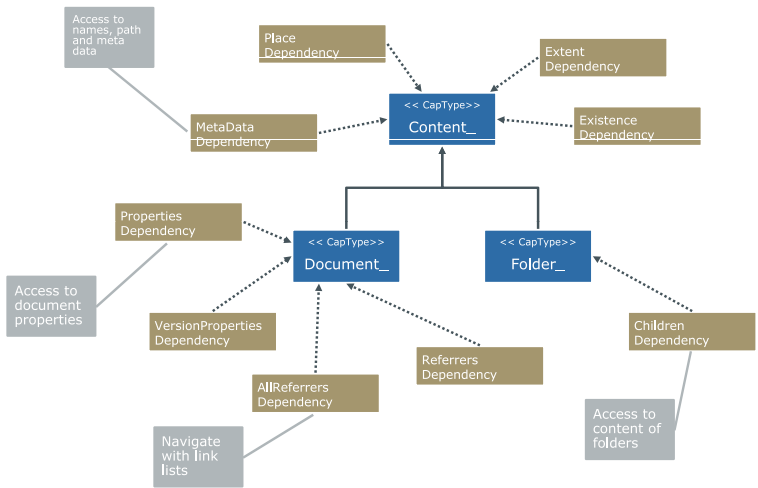 Access to
names, path
and meta
data
Place
Dependency
Extent
Dependency
<< CapType>>
Content_
MetaData
Dependency
Existence
Dependency
Properties
Dependency
<< CapType>>
Document_
<< CapType>>
Folder_
Access to
document
properties
VersionProperties
Dependency
Children
Dependency
Referrers
Dependency
AllReferrers
Dependency
Access to
content of
folders
Navigate
with link
lists